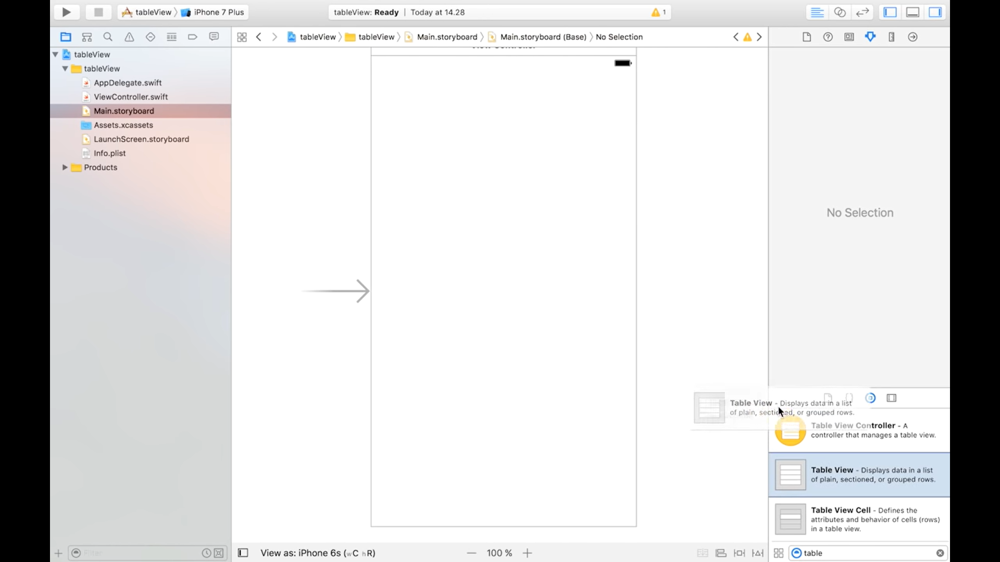 tableView 〉 iPhone 7 Plus
tableView: Ready | Today at 14.28
1
tableView 〉 tableView 〉 Main.storyboard 〉 Main.storyboard (Base) 〉 No Selection
tableView
tableView
AppDelegate.swift
ViewController.swift
Main.storyboard
Assets.xcassets
LaunchScreen.storyboard
Info.plist
Products
View Controller
No Selection
Table View - Displays data in a list
of plain, sectioned, or grouped rows.
Table View Controller - A
controller that manages a table view.
Table View - Displays data in a list
of plain, sectioned, or grouped rows.
Table View Cell - Defines the
attributes and behavior of cells (rows)
in a table view.
Filter
View as: iPhone 6s (wC hR)
100 %
table